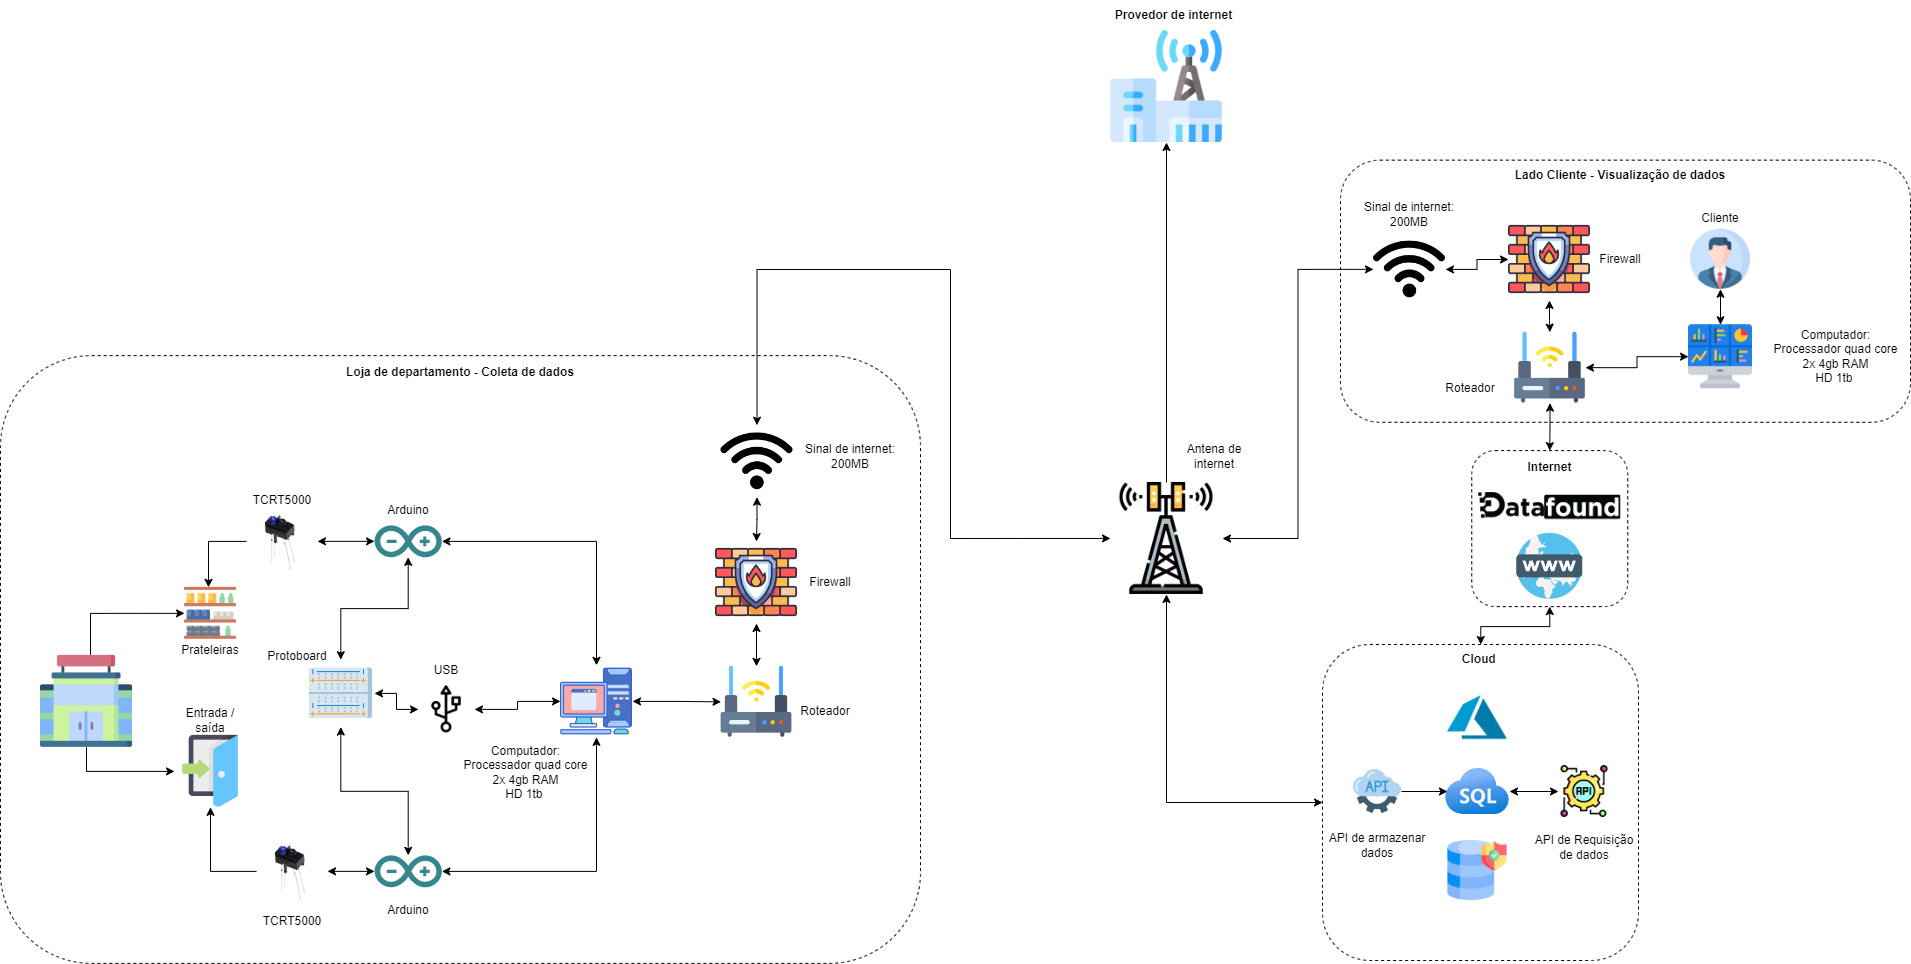 Provedor de internet
Lado Cliente - Visualização de dados
Sinal de internet:
200MB
Cliente
Firewall
Computador:
Processador quad core
2x 4gb RAM
HD 1tb
Roteador
Loja de departamento - Coleta de dados
Sinal de internet:
200MB
Antena de
internet
Internet
Datafound
WWW
TCRT5000
Arduino
Firewall
Prateleiras
Protoboard
USB
Entrada /
saída
Roteador
Computador:
Processador quad core
2x 4gb RAM
HD 1tb
TCRT5000
Arduino
Cloud
API
SQL
API
API de armazenar
dados
API de Requisição
de dados